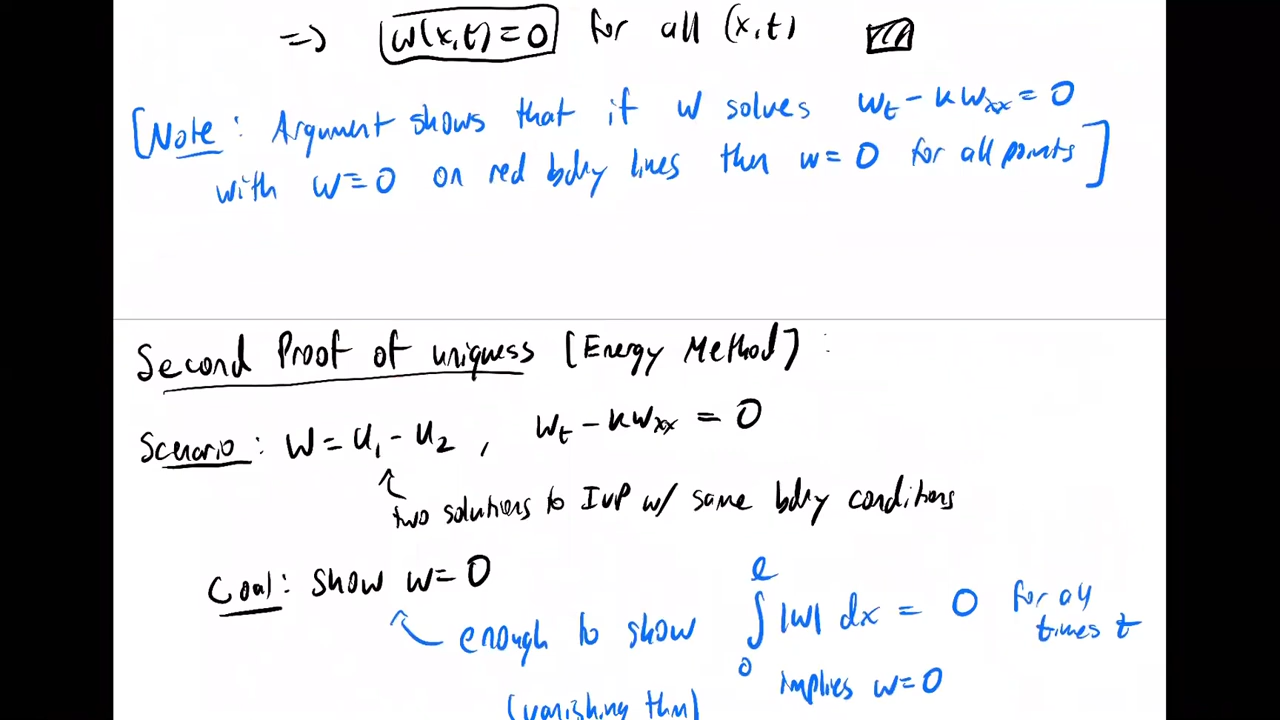 => w(x,t) = 0 for all (x,t)
[Note: Argument shows that if w solves w_t - k w_xx = 0
with w ≡ 0 on red bdry lines then w = 0 for all points]
Second Proof of uniqness [Energy Method]:
Scenario: w = u_1 - u_2, w_t - k w_xx = 0
two solutions to IVP w/ same bdry conditions
Goal: show w = 0
enough to show ∫_0^l |w| dx = 0 for all times t
implies w = 0
(vanishing thm)